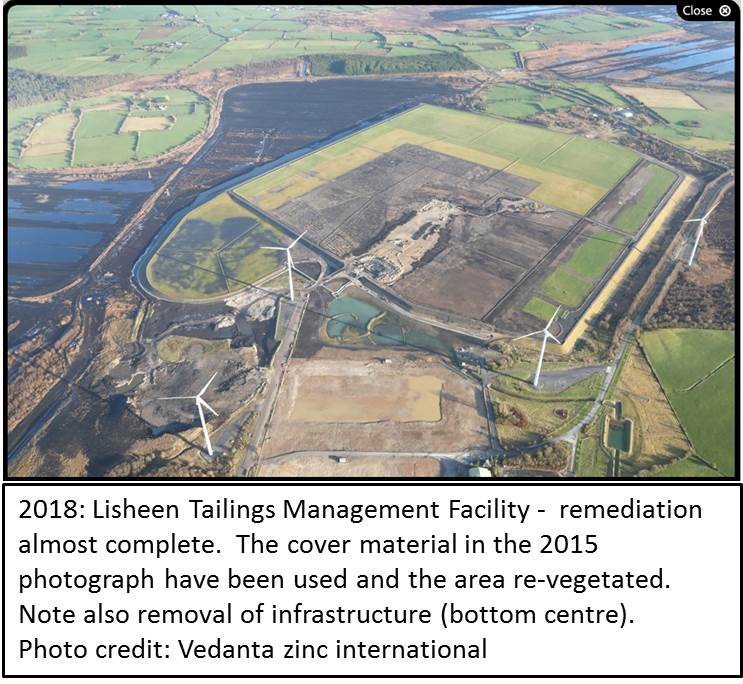 Close
2018: Lisheen Tailings Management Facility - remediation
almost complete. The cover material in the 2015
photograph have been used and the area re-vegetated.
Note also removal of infrastructure (bottom centre).
Photo credit: Vedanta zinc international